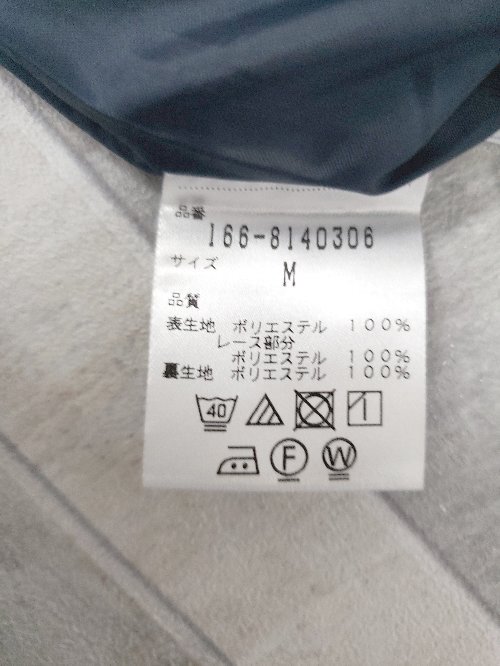 品番
166-8140306
サイズ
M
品質
表生地 ポリエステル 100%
レース部分
ポリエステル 100%
裏生地 ポリエステル 100%
40
F W